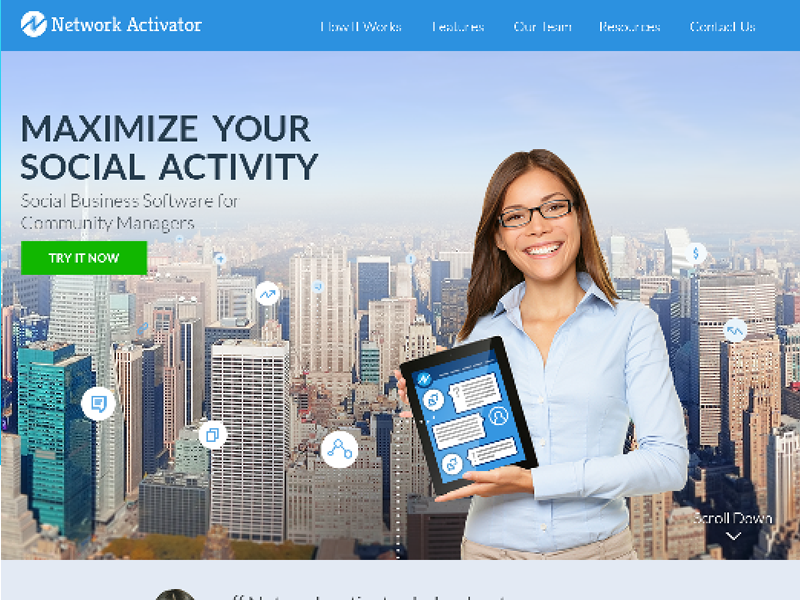 Network Activator
How It Works
Features
Our Team
Resources
Contact Us
MAXIMIZE YOUR
SOCIAL ACTIVITY
Social Business Software for
Community Managers
TRY IT NOW
Scroll Down